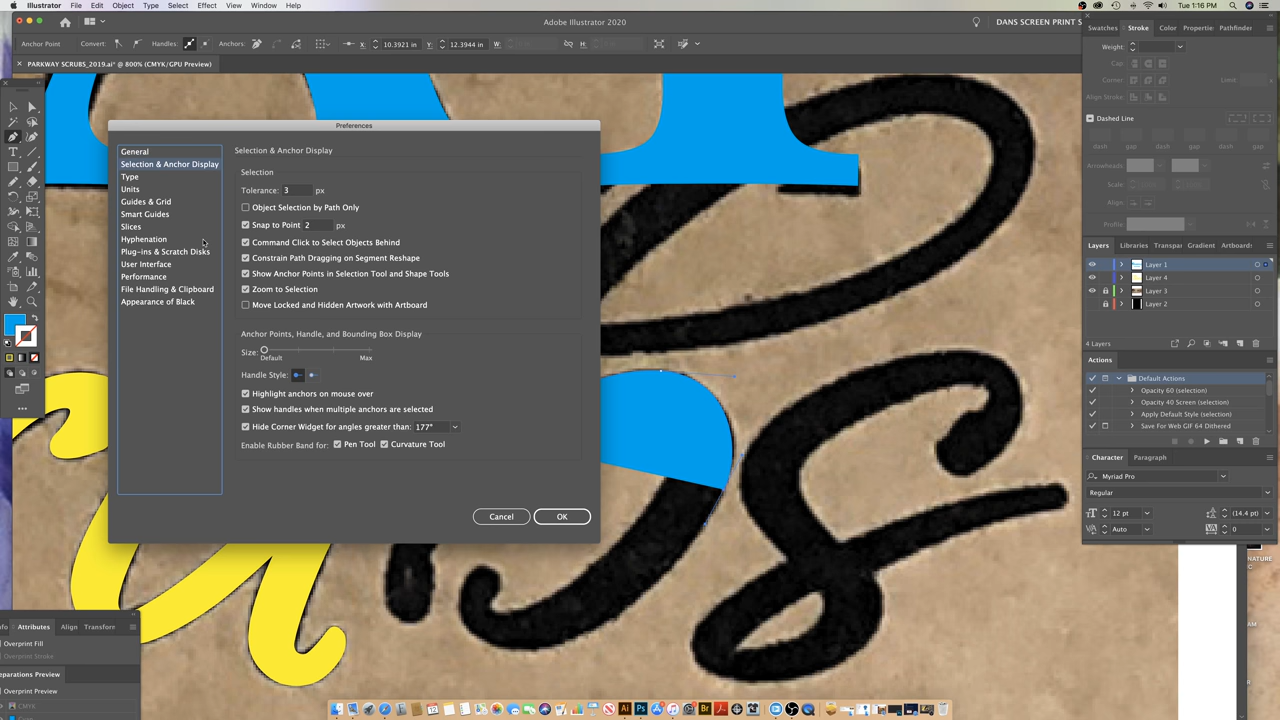 Illustrator File Edit Object Type Select Effect View Window Help
Tue 1:16 PM
Adobe Illustrator 2020
DANS SCREEN PRINT S
Anchor Point Convert: Handles: Anchors: X: 10.3921 in Y: 12.3944 in W:
PARKWAY SCRUBS_2019.ai* @ 800% (CMYK/GPU Preview)
Preferences
General
Selection & Anchor Display
Type
Units
Guides & Grid
Smart Guides
Slices
Hyphenation
Plug-ins & Scratch Disks
User Interface
Performance
File Handling & Clipboard
Appearance of Black
Selection & Anchor Display
Selection
Tolerance: 3 px
Object Selection by Path Only
Snap to Point 2 px
Command Click to Select Objects Behind
Constrain Path Dragging on Segment Reshape
Show Anchor Points in Selection Tool and Shape Tools
Zoom to Selection
Move Locked and Hidden Artwork with Artboard
Anchor Points, Handle, and Bounding Box Display
Size:
Default Max
Handle Style:
Highlight anchors on mouse over
Show handles when multiple anchors are selected
Hide Corner Widget for angles greater than: 177°
Enable Rubber Band for: Pen Tool Curvature Tool
Cancel OK
Swatches Stroke Color Properti Pathfinder
Weight:
Cap:
Corner: Limit:
Align Stroke:
Dashed Line
dash gap dash gap dash gap
Arrowheads:
Scale:
Align:
Profile:
Layers Libraries Transpai Gradient Artboard:
Layer 1
Layer 4
Layer 3
Layer 2
4 Layers
Actions
Default Actions
Opacity 60 (selection)
Opacity 40 Screen (selection)
Apply Default Style (selection)
Save For Web GIF 64 Dithered
Character Paragraph
Myriad Pro
Regular
12 pt (14.4 pt)
Auto 0
nfo Attributes Align Transform
Overprint Fill
Overprint Stroke
eparations Preview
Overprint Preview
CMYK